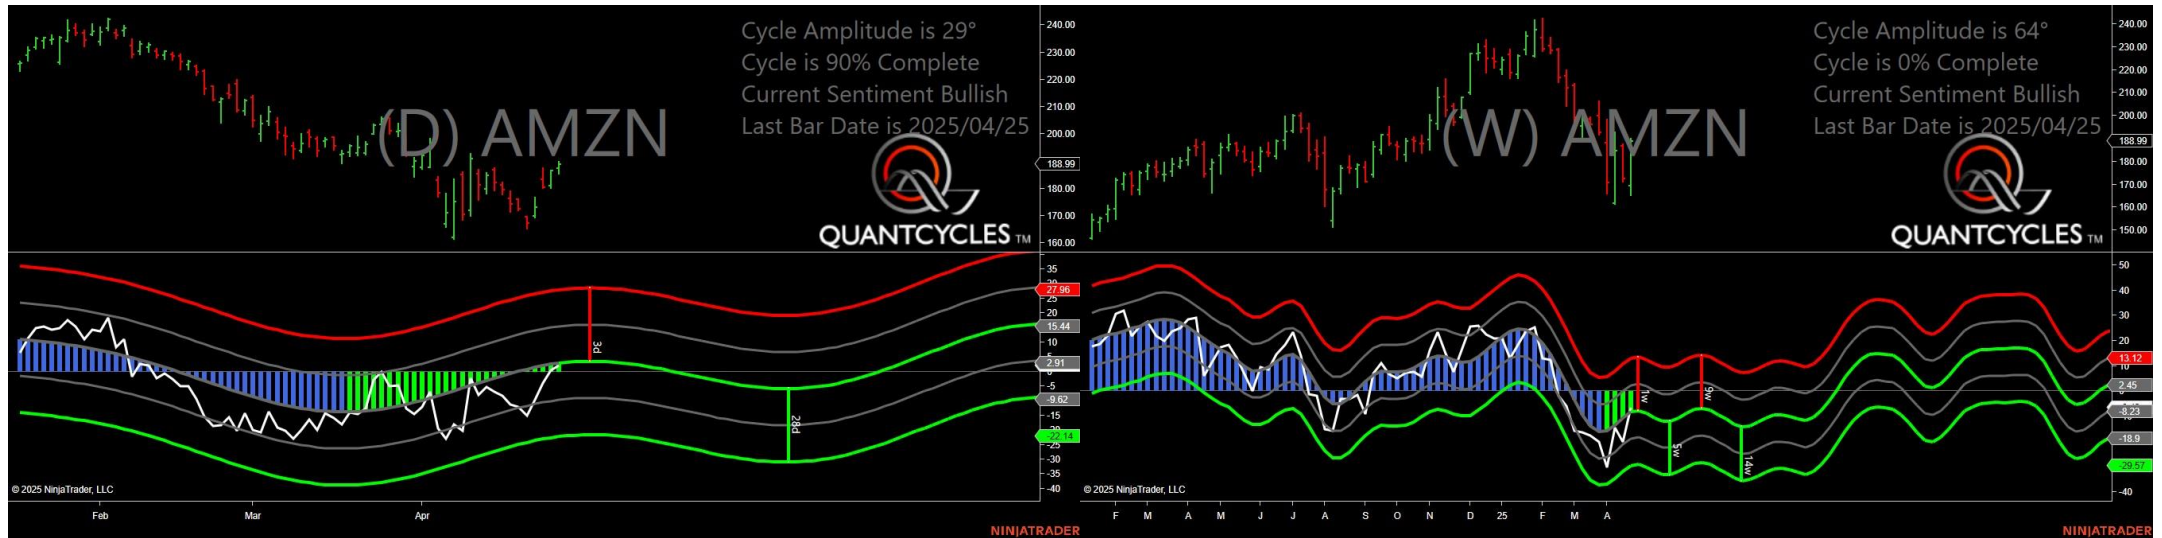 Cycle Amplitude is 29°
Cycle is 90% Complete
Current Sentiment Bullish
Last Bar Date is 2025/04/25
(D) AMZN
QUANTCYCLES TM
240.00
230.00
220.00
210.00
200.00
188.99
180.00
170.00
160.00
35
27.96
25
20
15.44
10
2.91
-5
-9.62
-15
-22.14
-25
-30
-35
-40
3d
28d
© 2025 NinjaTrader, LLC
Feb Mar Apr
NINJATRADER
Cycle Amplitude is 64°
Cycle is 0% Complete
Current Sentiment Bullish
Last Bar Date is 2025/04/25
(W) AMZN
QUANTCYCLES TM
240.00
230.00
220.00
210.00
200.00
188.99
180.00
170.00
160.00
150.00
50
40
30
20
13.12
10
2.45
-8.23
-18.9
-29.57
-40
1w
5w
9w
14w
© 2025 NinjaTrader, LLC
F M A M J J A S O N D 25 F M A
NINJATRADER